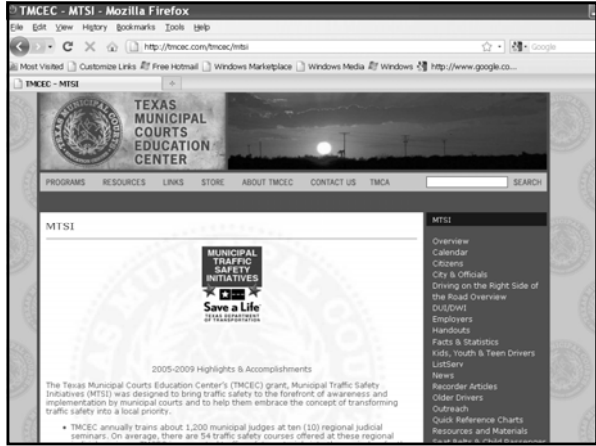 TMCEC - MTSI - Mozilla Firefox
File Edit View History Bookmarks Tools Help
http://tmcec.com/tmcec/mtsi
Google
Most Visited Customize Links Free Hotmail Windows Marketplace Windows Media Windows http://www.google.co...
TMCEC - MTSI
TEXAS
MUNICIPAL
COURTS
EDUCATION
CENTER
PROGRAMS RESOURCES LINKS STORE ABOUT TMCEC CONTACT US TMCA SEARCH
MTSI
MUNICIPAL
TRAFFIC
SAFETY
INITIATIVES
Save a Life
TEXAS DEPARTMENT
OF TRANSPORTATION
2005-2009 Highlights & Accomplishments
The Texas Municipal Courts Education Center's (TMCEC) grant, Municipal Traffic Safety
Initiatives (MTSI) was designed to bring traffic safety to the forefront of awareness and
implementation by municipal courts and to help them embrace the concept of transforming
traffic safety into a local priority.
• TMCEC annually trains about 1,200 municipal judges at ten (10) regional judicial
seminars. On average, there are 54 traffic safety courses offered at these regional
MTSI
Overview
Calendar
Citizens
City & Officials
Driving on the Right Side of
the Road Overview
DUI/DWI
Employers
Handouts
Facts & Statistics
Kids, Youth & Teen Drivers
ListServ
News
Recorder Articles
Older Drivers
Outreach
Quick Reference Charts
Resources and Materials
Seat Belts & Child Passenger